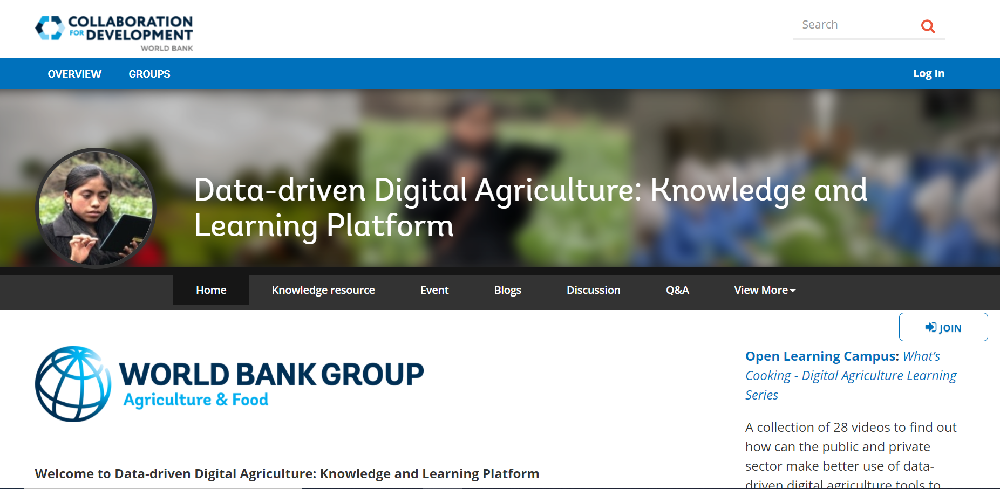 COLLABORATION
FOR DEVELOPMENT
WORLD BANK
Search
OVERVIEW GROUPS Log In
Data-driven Digital Agriculture: Knowledge and
Learning Platform
Home Knowledge resource Event Blogs Discussion Q&A View More
JOIN
WORLD BANK GROUP
Agriculture & Food
Welcome to Data-driven Digital Agriculture: Knowledge and Learning Platform
Open Learning Campus: What’s
Cooking - Digital Agriculture Learning
Series
A collection of 28 videos to find out
how can the public and private
sector make better use of data-
driven digital agriculture tools to